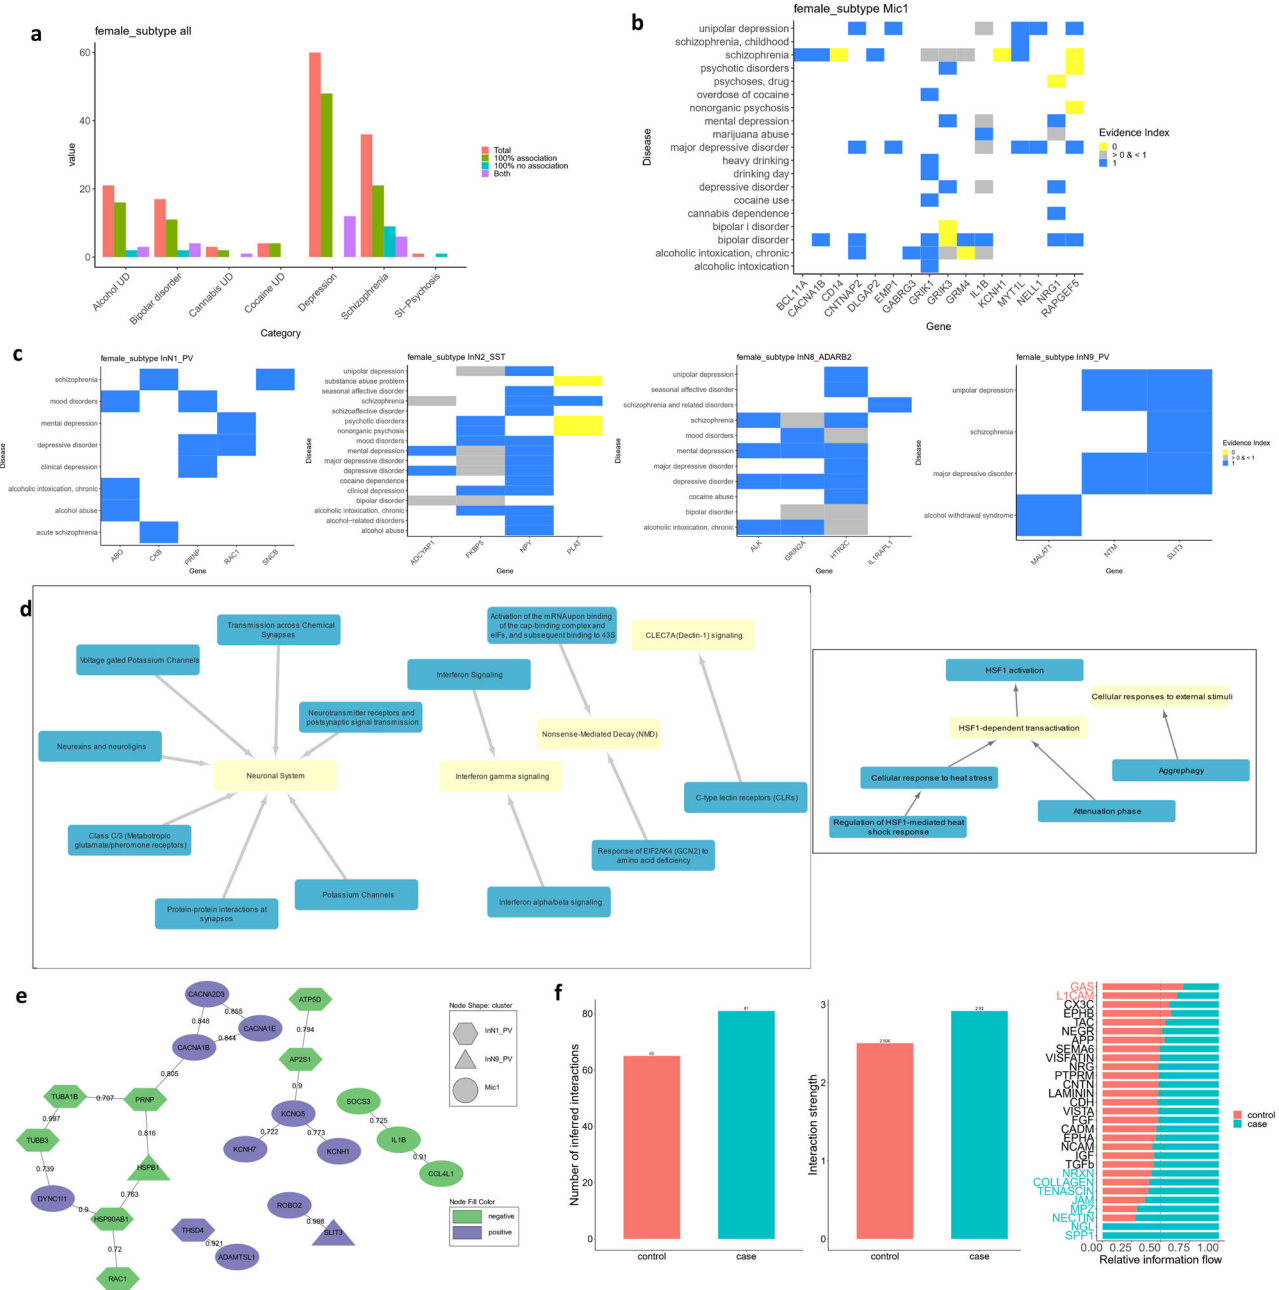 a
female_subtype all
value
60
40
20
0
Alcohol UD
Bipolar disorder
Cannabis UD
Cocaine UD
Depression
Schizophrenia
SI-Psychosis
Category
Total
100% association
100% no association
Both
b
female_subtype Mic1
Disease
unipolar depression
schizophrenia, childhood
schizophrenia
psychotic disorders
psychoses, drug
overdose of cocaine
nonorganic psychosis
mental depression
marijuana abuse
major depressive disorder
heavy drinking
drinking day
depressive disorder
cocaine use
cannabis dependence
bipolar i disorder
bipolar disorder
alcoholic intoxication, chronic
alcoholic intoxication
BCL11A
CACNA1B
CD14
CNTNAP2
DLGAP2
EMP1
GABRG3
GRIK1
GRIK3
GRM4
IL1B
KCNH1
MYT1L
NELL1
NRG1
RAPGEF5
Gene
Evidence Index
0
> 0 & < 1
1
c
female_subtype InN1_PV
Disease
schizophrenia
mood disorders
mental depression
depressive disorder
clinical depression
alcoholic intoxication, chronic
alcohol abuse
acute schizophrenia
ABO
CKB
PRNP
RAC1
SNCB
Gene
female_subtype InN2_SST
Disease
unipolar depression
substance abuse problem
seasonal affective disorder
schizophrenia
schizoaffective disorder
psychotic disorders
nonorganic psychosis
mood disorders
mental depression
major depressive disorder
depressive disorder
cocaine dependence
clinical depression
bipolar disorder
alcoholic intoxication, chronic
alcohol-related disorders
alcohol abuse
ADCYAP1
FKBP5
NPY
PLAT
Gene
female_subtype InN8_ADARB2
Disease
unipolar depression
seasonal affective disorder
schizophrenia and related disorders
schizophrenia
mood disorders
mental depression
major depressive disorder
depressive disorder
cocaine abuse
bipolar disorder
alcoholic intoxication, chronic
ALK
GRIN2A
HTR2C
IL1RAPL1
Gene
female_subtype InN9_PV
Disease
unipolar depression
schizophrenia
major depressive disorder
alcohol withdrawal syndrome
MALAT1
NTM
SLIT3
Gene
Evidence Index
0
> 0 & < 1
1
d
Transmission across Chemical
Synapses
Voltage gated Potassium Channels
Neurotransmitter receptors and
postsynaptic signal transmission
Neurexins and neuroligins
Neuronal System
Class C/3 (Metabotropic
glutamate/pheromone receptors)
Protein-protein interactions at
synapses
Potassium Channels
Interferon Signaling
Interferon gamma signaling
Interferon alpha/beta signaling
Activation of the mRNA upon binding
of the cap-binding complex and
eIFs, and subsequent binding to 43S
Nonsense-Mediated Decay (NMD)
Response of EIF2AK4 (GCN2) to
amino acid deficiency
CLEC7A (Dectin-1) signaling
C-type lectin receptors (CLRs)
HSF1 activation
Cellular responses to external stimuli
HSF1-dependent transactivation
Cellular response to heat stress
Aggrephagy
Regulation of HSF1-mediated heat
shock response
Attenuation phase
e
CACNA2D3
0.855
0.848
CACNA1E
0.844
CACNA1B
0.805
TUBA1B
0.707
PRNP
0.997
0.816
TUBB3
HSPB1
0.739
0.763
DYNC1I1
0.9
HSP90AB1
0.72
RAC1
ATP5D
0.794
AP2S1
0.9
KCNQ5
0.722
0.773
KCNH7
KCNH1
SOCS3
0.725
IL1B
0.91
CCL4L1
ROBO2
0.998
SLIT3
THSD4
0.921
ADAMTSL1
Node Shape: cluster
InN1_PV
InN9_PV
Mic1
Node Fill Color
negative
positive
f
Number of inferred interactions
80
60
40
20
0
65
81
control
case
Interaction strength
3
2
1
0
2.506
2.92
control
case
GAS
L1CAM
CX3C
EPHB
TAC
NEGR
APP
SEMA6
VISFATIN
NRG
PTPRM
CNTN
LAMININ
CDH
VISTA
FGF
CADM
EPHA
NCAM
IGF
TGFb
NRXN
COLLAGEN
TENASCIN
JAM
MPZ
NECTIN
NGL
SPP1
0.00
0.25
0.50
0.75
1.00
Relative information flow
control
case